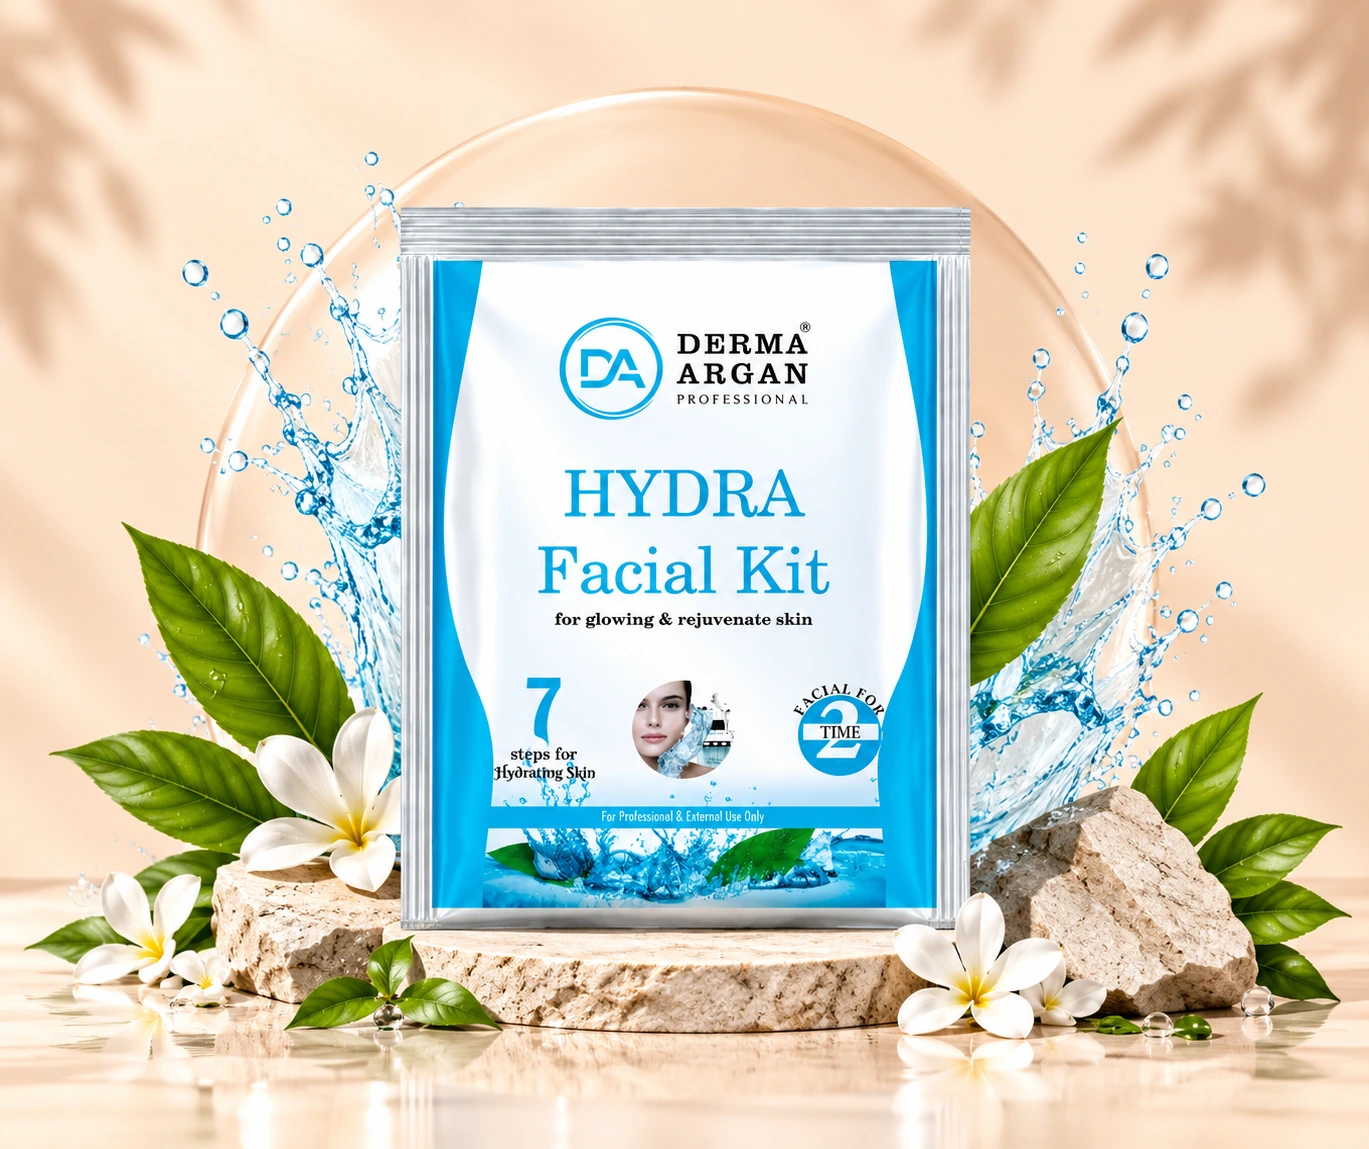 DA
DERMA®
ARGAN
PROFESSIONAL
HYDRA
Facial Kit
for glowing & rejuvenate skin
7
steps for
Hydrating Skin
FACIAL FOR
2
TIME
For Professional & External Use Only